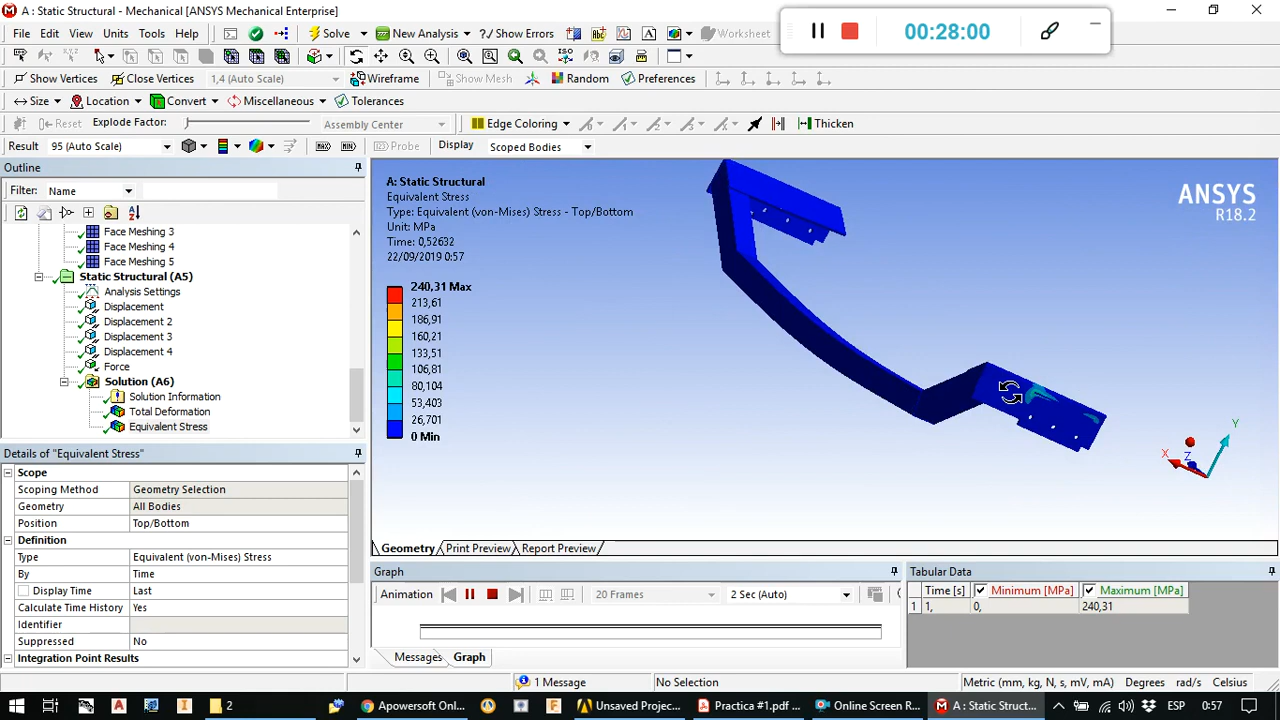 A : Static Structural - Mechanical [ANSYS Mechanical Enterprise]
00:28:00
File Edit View Units Tools Help Solve New Analysis ?/ Show Errors Worksheet
Show Vertices Close Vertices 1,4 (Auto Scale) Wireframe Show Mesh Random Preferences
Size Location Convert Miscellaneous Tolerances
Reset Explode Factor: Assembly Center Edge Coloring Thicken
Result 95 (Auto Scale) Probe Display Scoped Bodies
Outline
Filter: Name
Face Meshing 3
Face Meshing 4
Face Meshing 5
Static Structural (A5)
Analysis Settings
Displacement
Displacement 2
Displacement 3
Displacement 4
Force
Solution (A6)
Solution Information
Total Deformation
Equivalent Stress
Details of "Equivalent Stress"
Scope
Scoping Method Geometry Selection
Geometry All Bodies
Position Top/Bottom
Definition
Type Equivalent (von-Mises) Stress
By Time
Display Time Last
Calculate Time History Yes
Identifier
Suppressed No
Integration Point Results
A: Static Structural
Equivalent Stress
Type: Equivalent (von-Mises) Stress - Top/Bottom
Unit: MPa
Time: 0,52632
22/09/2019 0:57
240,31 Max
213,61
186,91
160,21
133,51
106,81
80,104
53,403
26,701
0 Min
ANSYS
R18.2
X Z Y
Geometry Print Preview Report Preview
Graph
Animation 20 Frames 2 Sec (Auto)
Messages Graph
Tabular Data
Time [s] Minimum [MPa] Maximum [MPa]
1 1, 0, 240,31
1 Message No Selection Metric (mm, kg, N, s, mV, mA) Degrees rad/s Celsius
2 Apowersoft Onl... Unsaved Projec... Practica #1.pdf ... Online Screen R... A : Static Struct... ESP 0:57